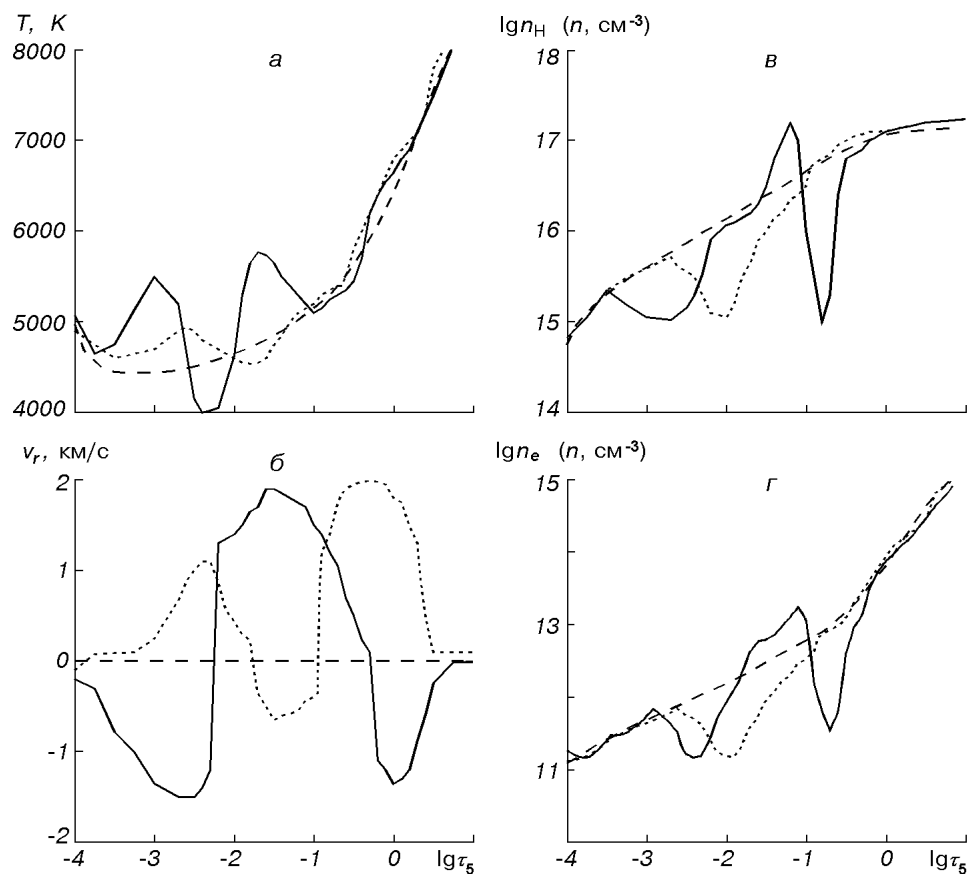 T, K
8000
7000
6000
5000
4000
а
lg n_H (n, см⁻³)
18
17
16
15
14
в
v_r, км/с
2
1
0
-1
-2
б
-4 -3 -2 -1 0 lgτ₅
lg n_e (n, см⁻³)
15
13
11
г
-4 -3 -2 -1 0 lgτ₅